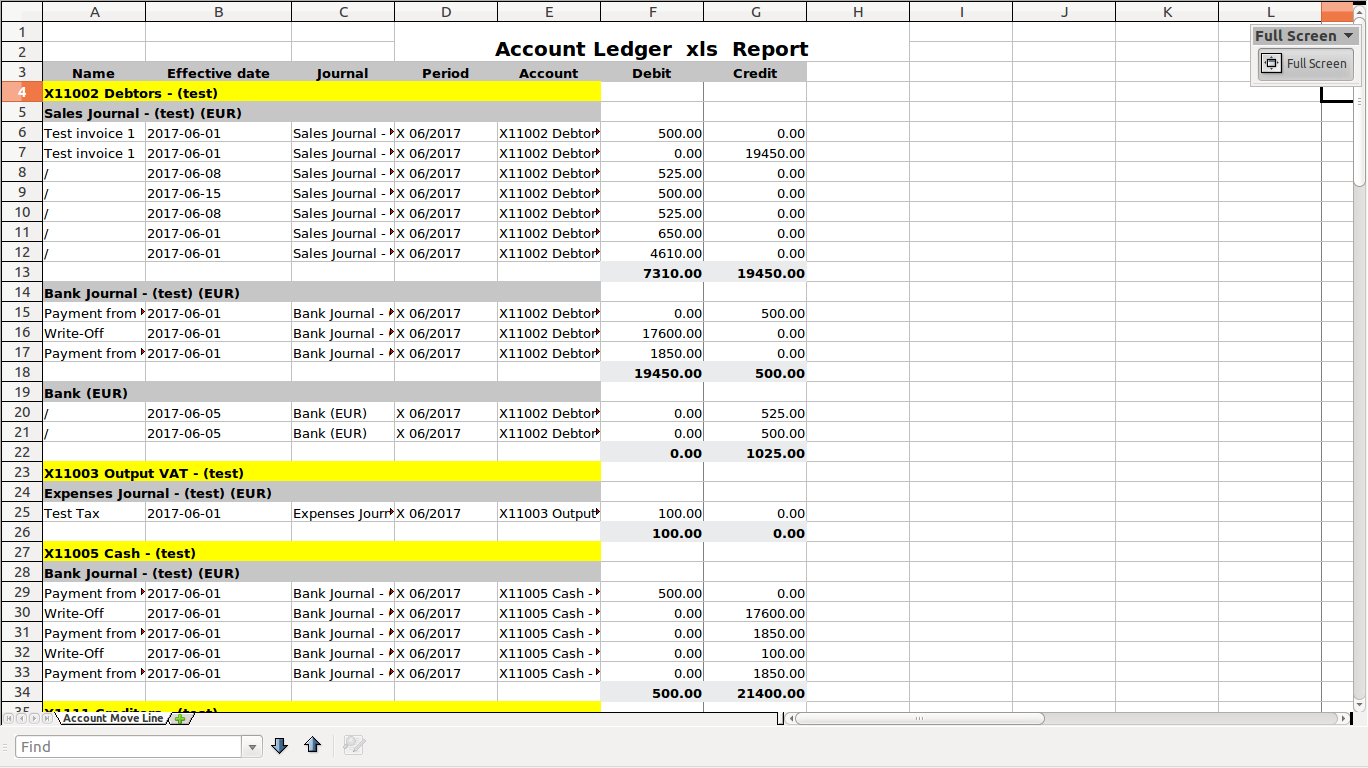 A B C D E F G H I J K L
1
2 Account Ledger xls Report
Full Screen
Full Screen
3 Name Effective date Journal Period Account Debit Credit
4 X11002 Debtors - (test)
5 Sales Journal - (test) (EUR)
6 Test invoice 1 2017-06-01 Sales Journal - X 06/2017 X11002 Debtor 500.00 0.00
7 Test invoice 1 2017-06-01 Sales Journal - X 06/2017 X11002 Debtor 0.00 19450.00
8 / 2017-06-08 Sales Journal - X 06/2017 X11002 Debtor 525.00 0.00
9 / 2017-06-15 Sales Journal - X 06/2017 X11002 Debtor 500.00 0.00
10 / 2017-06-08 Sales Journal - X 06/2017 X11002 Debtor 525.00 0.00
11 / 2017-06-01 Sales Journal - X 06/2017 X11002 Debtor 650.00 0.00
12 / 2017-06-01 Sales Journal - X 06/2017 X11002 Debtor 4610.00 0.00
13 7310.00 19450.00
14 Bank Journal - (test) (EUR)
15 Payment from 2017-06-01 Bank Journal - X 06/2017 X11002 Debtor 0.00 500.00
16 Write-Off 2017-06-01 Bank Journal - X 06/2017 X11002 Debtor 17600.00 0.00
17 Payment from 2017-06-01 Bank Journal - X 06/2017 X11002 Debtor 1850.00 0.00
18 19450.00 500.00
19 Bank (EUR)
20 / 2017-06-05 Bank (EUR) X 06/2017 X11002 Debtor 0.00 525.00
21 / 2017-06-05 Bank (EUR) X 06/2017 X11002 Debtor 0.00 500.00
22 0.00 1025.00
23 X11003 Output VAT - (test)
24 Expenses Journal - (test) (EUR)
25 Test Tax 2017-06-01 Expenses Jour X 06/2017 X11003 Output 100.00 0.00
26 100.00 0.00
27 X11005 Cash - (test)
28 Bank Journal - (test) (EUR)
29 Payment from 2017-06-01 Bank Journal - X 06/2017 X11005 Cash - 500.00 0.00
30 Write-Off 2017-06-01 Bank Journal - X 06/2017 X11005 Cash - 0.00 17600.00
31 Payment from 2017-06-01 Bank Journal - X 06/2017 X11005 Cash - 0.00 1850.00
32 Write-Off 2017-06-01 Bank Journal - X 06/2017 X11005 Cash - 0.00 100.00
33 Payment from 2017-06-01 Bank Journal - X 06/2017 X11005 Cash - 0.00 1850.00
34 500.00 21400.00
35 X1111 Creditors - (test)
Account Move Line
Find